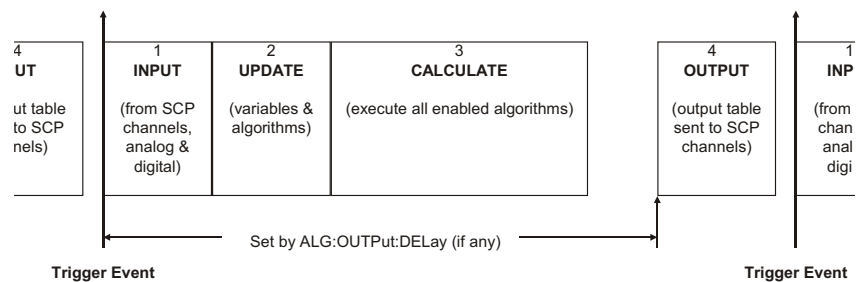 4
UT
ut table
to SCP
nels)
1
INPUT
(from SCP
channels,
analog &
digital)
2
UPDATE
(variables &
algorithms)
3
CALCULATE
(execute all enabled algorithms)
4
OUTPUT
(output table
sent to SCP
channels)
1
INP
(from
chan
anal
digi
Set by ALG:OUTPut:DELay (if any)
Trigger Event
Trigger Event